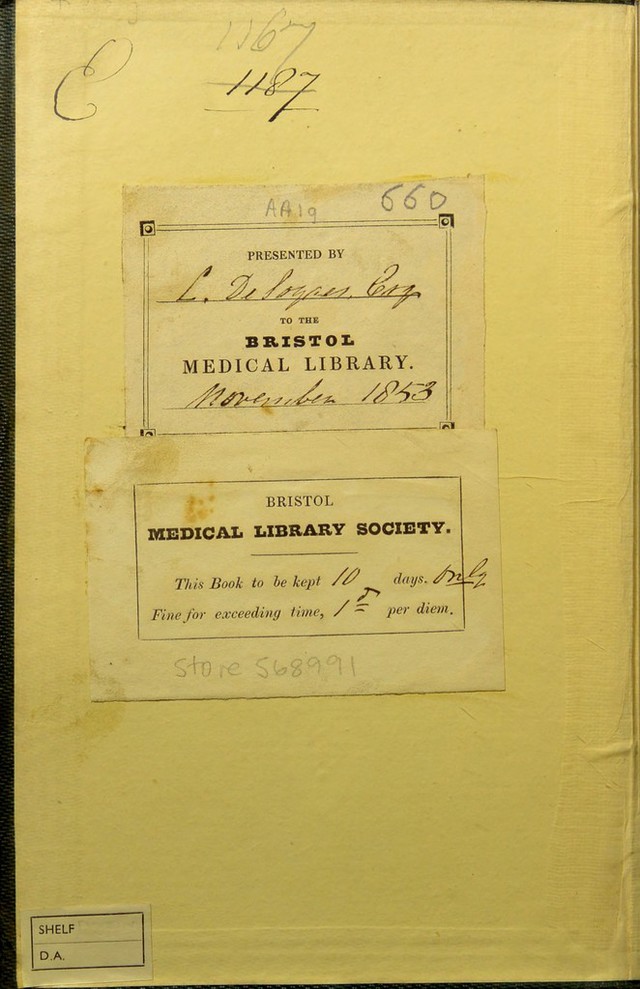 1167
E
1187
AA19 660
PRESENTED BY
L. De Soyres. Esq
TO THE
BRISTOL
MEDICAL LIBRARY.
November 1853
BRISTOL
MEDICAL LIBRARY SOCIETY.
This Book to be kept 10 days. only
Fine for exceeding time, 1d per diem.
Store 568991
SHELF
D.A.